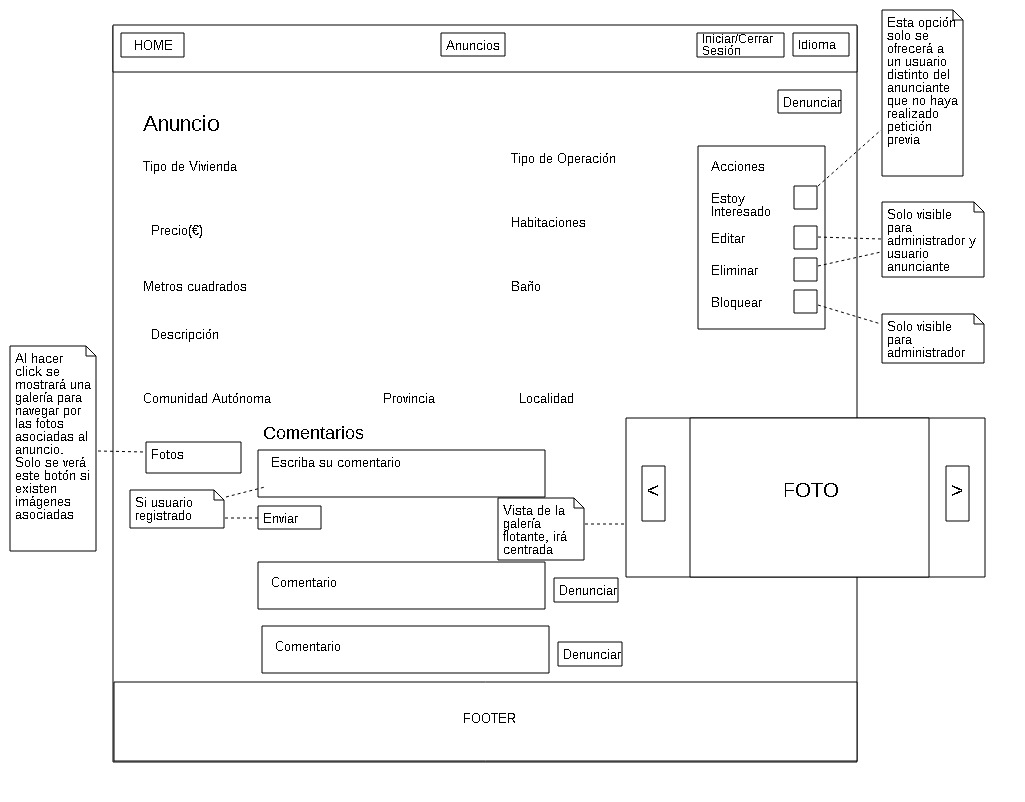 HOME
Anuncios
Iniciar/Cerrar
Sesión
Idioma
Esta opción
solo se
ofrecerá a
un usuario
distinto del
anunciante
que no haya
realizado
petición
previa
Denunciar
Anuncio
Tipo de Vivienda
Tipo de Operación
Precio(€)
Habitaciones
Metros cuadrados
Baño
Descripción
Comunidad Autónoma
Provincia
Localidad
Acciones
Estoy
Interesado
Editar
Eliminar
Bloquear
Solo visible
para
administrador y
usuario
anunciante
Solo visible
para
administrador
Al hacer
click se
mostrará una
galería para
navegar por
las fotos
asociadas al
anuncio.
Solo se verá
este botón si
existen
imágenes
asociadas
Fotos
Comentarios
Escriba su comentario
Si usuario
registrado
Enviar
Vista de la
galería
flotante, irá
centrada
<
FOTO
>
Comentario
Denunciar
Comentario
Denunciar
FOOTER